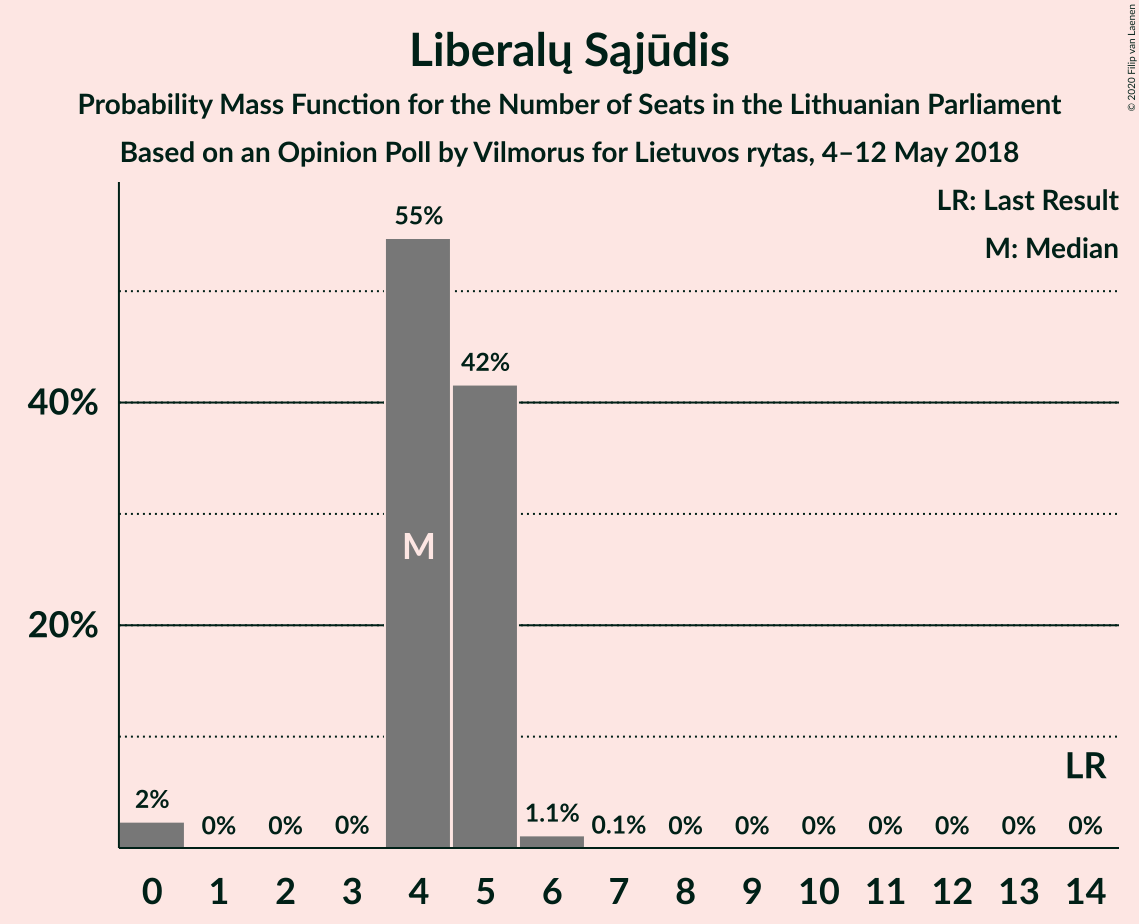 Liberalų Sąjūdis
Probability Mass Function for the Number of Seats in the Lithuanian Parliament
Based on an Opinion Poll by Vilmorus for Lietuvos rytas, 4–12 May 2018
© 2020 Filip van Laenen
LR: Last Result
M: Median
55%
42%
40%
M
20%
LR
2%
0%
0%
0%
1.1%
0.1%
0%
0%
0%
0%
0%
0%
0%
0 1 2 3 4 5 6 7 8 9 10 11 12 13 14